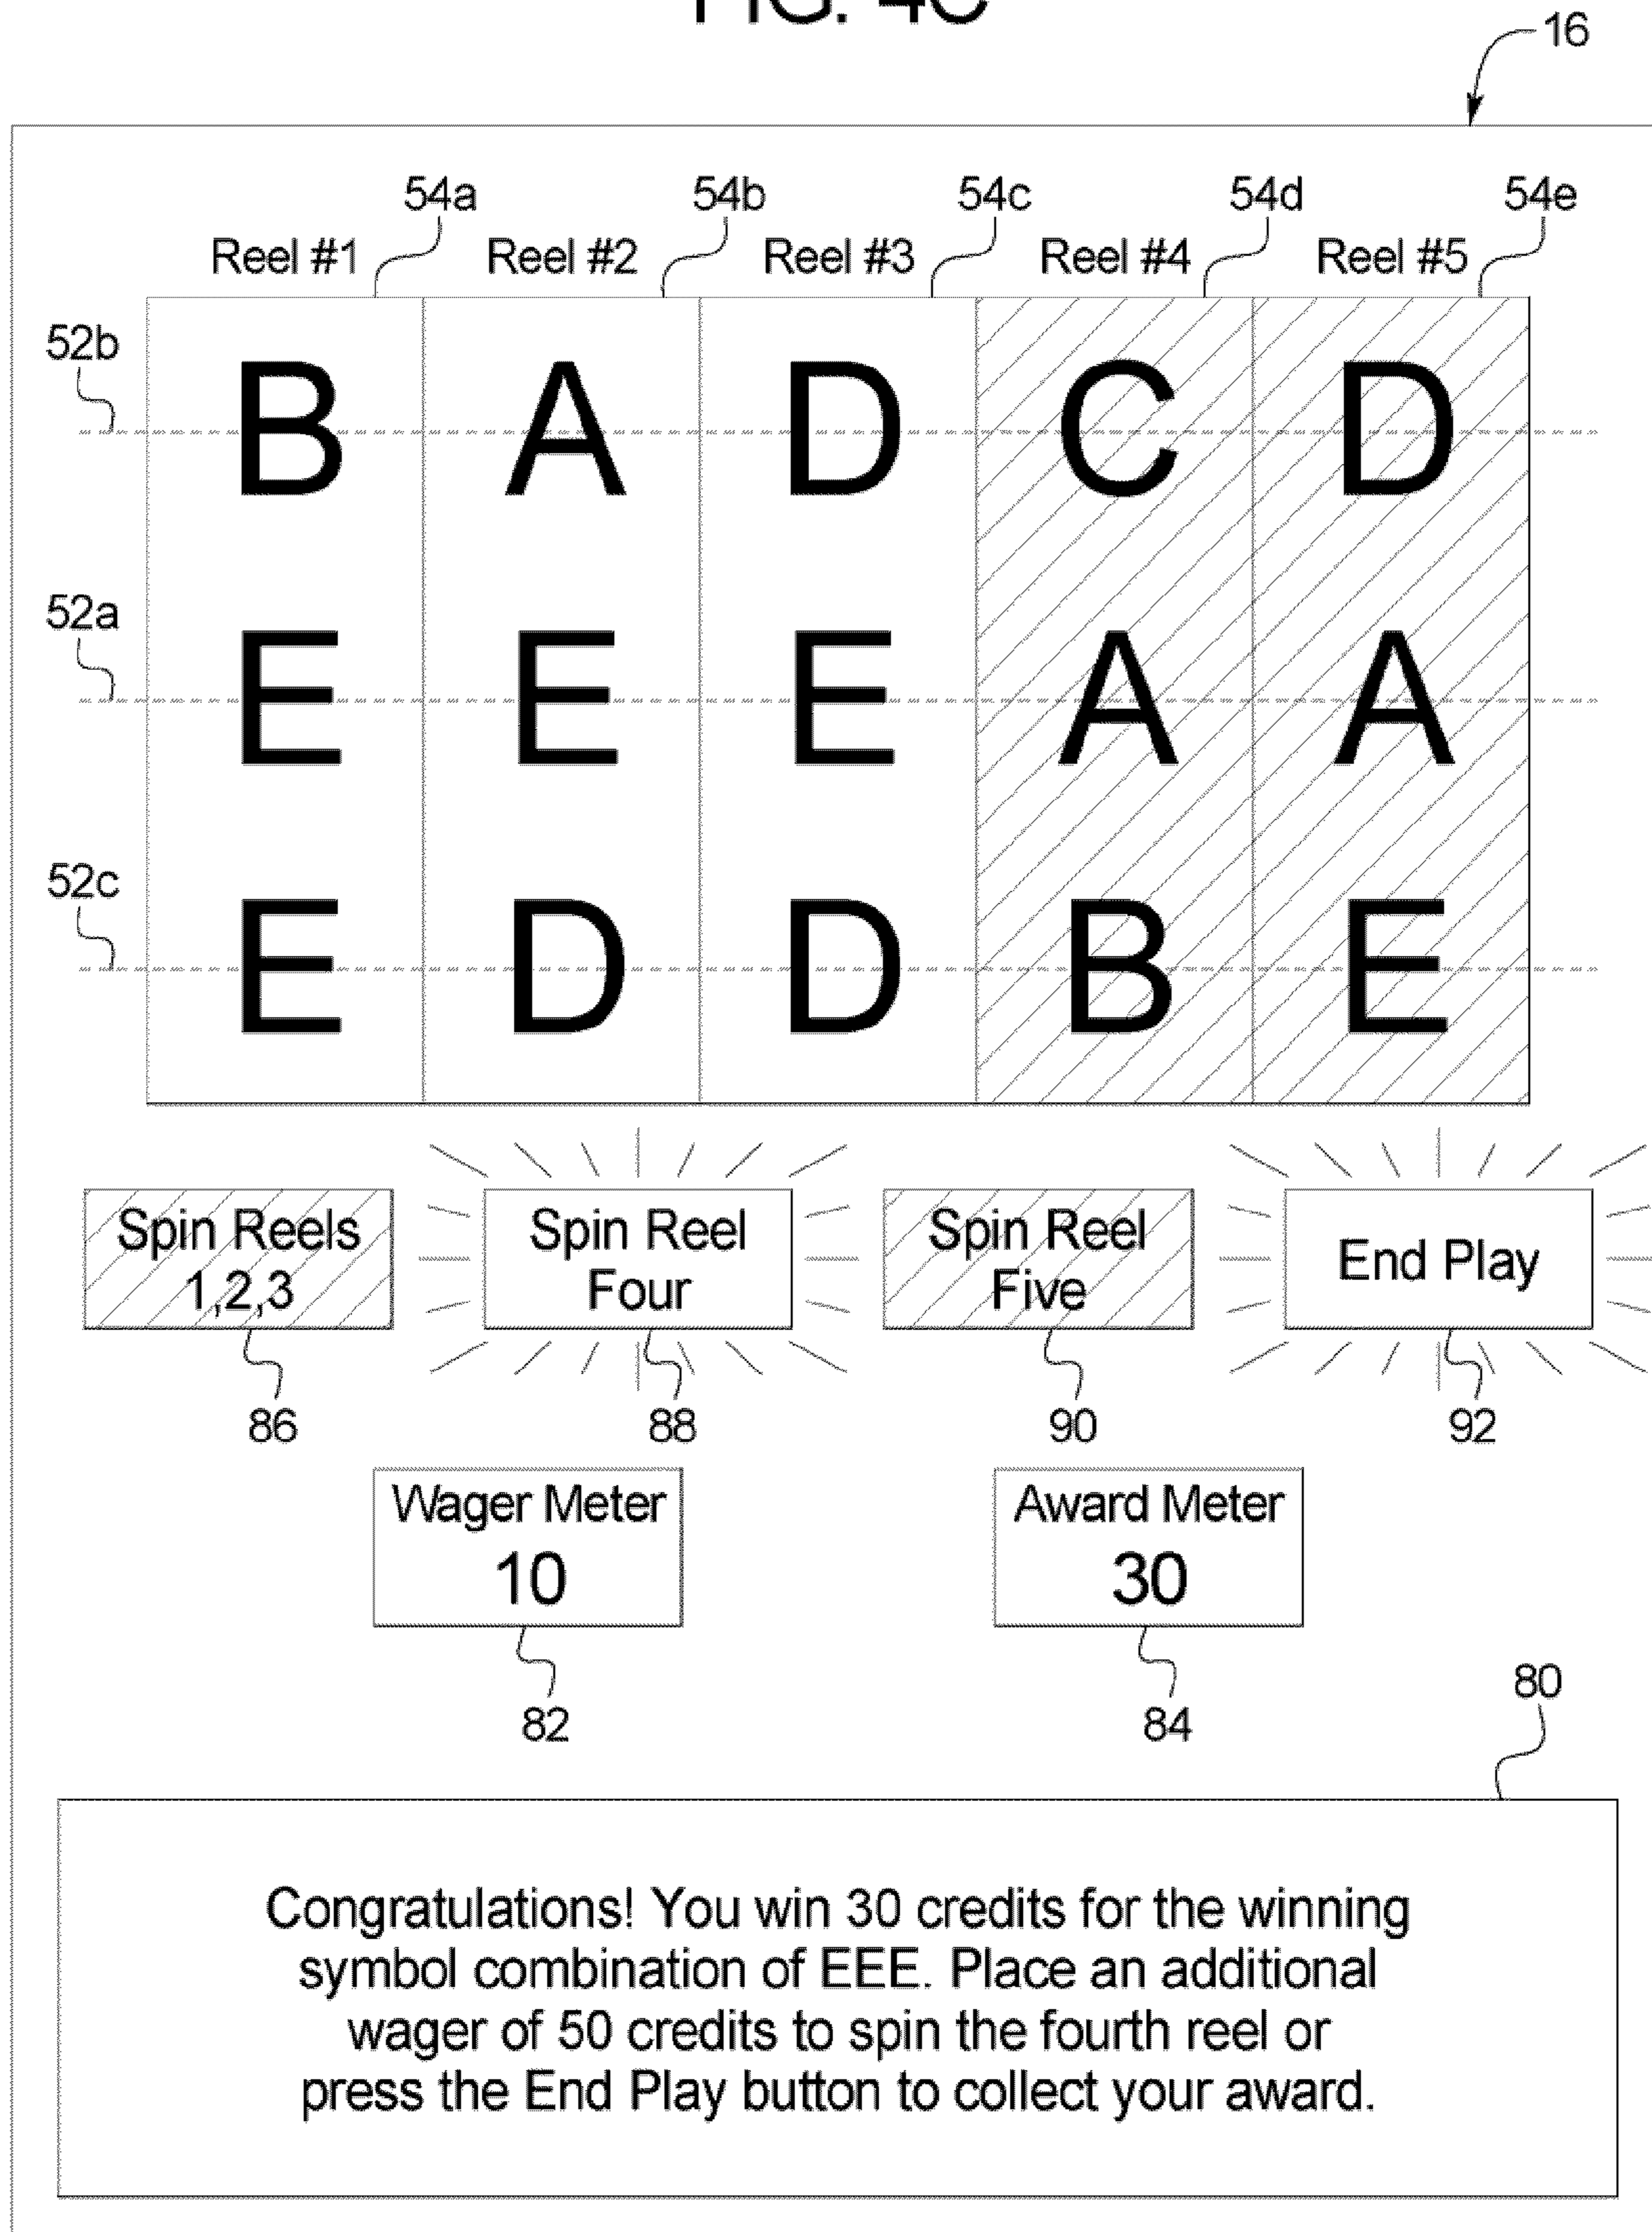 FIG. 4C
16
54a 54b 54c 54d 54e
Reel #1 Reel #2 Reel #3 Reel #4 Reel #5
52b
B A D C D
52a
E E E A A
52c
E D D B E
Spin Reels
1,2,3
Spin Reel
Four
Spin Reel
Five
End Play
86 88 90 92
Wager Meter
10
Award Meter
30
82 84
80
Congratulations! You win 30 credits for the winning
symbol combination of EEE. Place an additional
wager of 50 credits to spin the fourth reel or
press the End Play button to collect your award.